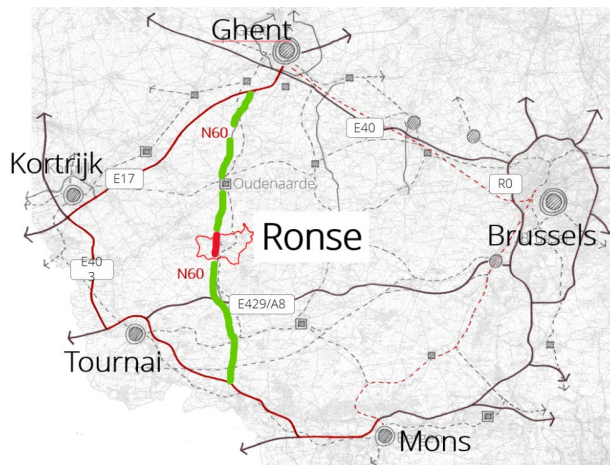 Ghent
N60
E40
Kortrijk
E17
Oudenaarde
R0
Ronse
Brussels
E40
3
N60
E429/A8
Tournai
Mons